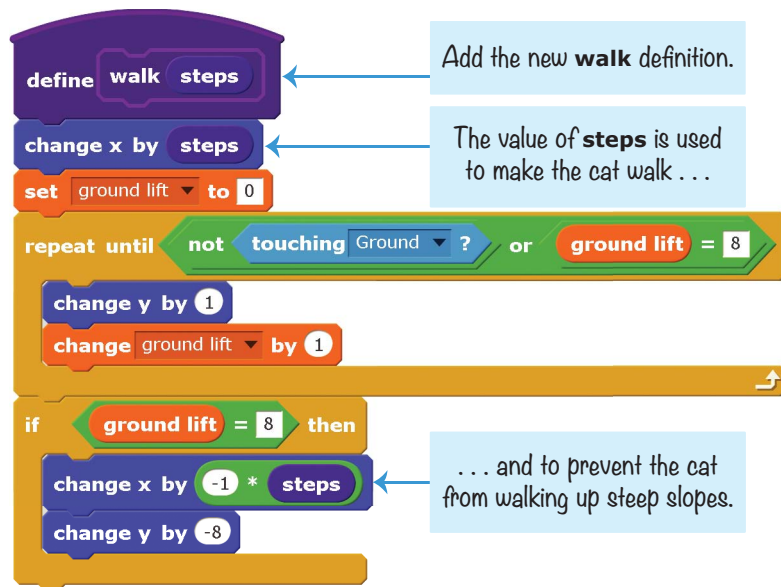 define walk steps
Add the new walk definition.
change x by steps
The value of steps is used
to make the cat walk . . .
set ground lift to 0
repeat until not touching Ground ? or ground lift = 8
change y by 1
change ground lift by 1
if ground lift = 8 then
change x by -1 * steps
. . . and to prevent the cat
from walking up steep slopes.
change y by -8